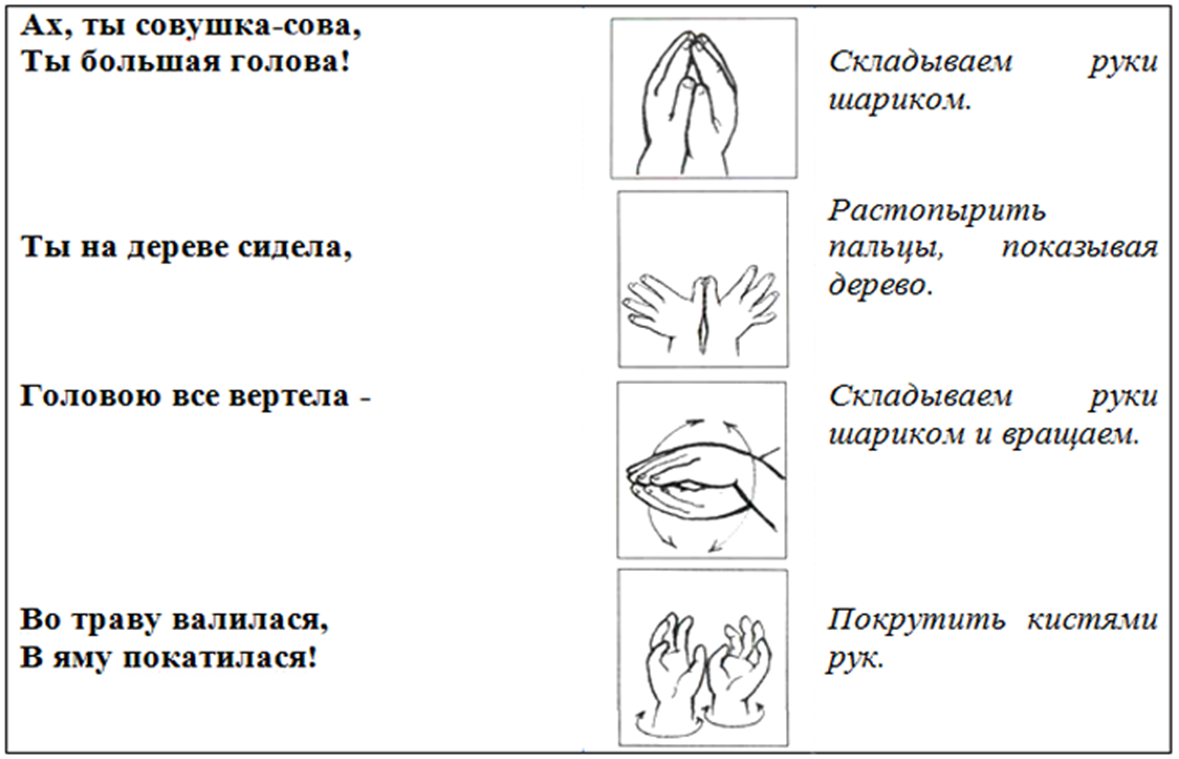 Ах, ты совушка-сова,
Ты большая голова!
Складываем руки
шариком.
Ты на дереве сидела,
Растопырить
пальцы, показывая
дерево.
Головою все вертела -
Складываем руки
шариком и вращаем.
Во траву валилася,
В яму покатилася!
Покрутить кистями
рук.